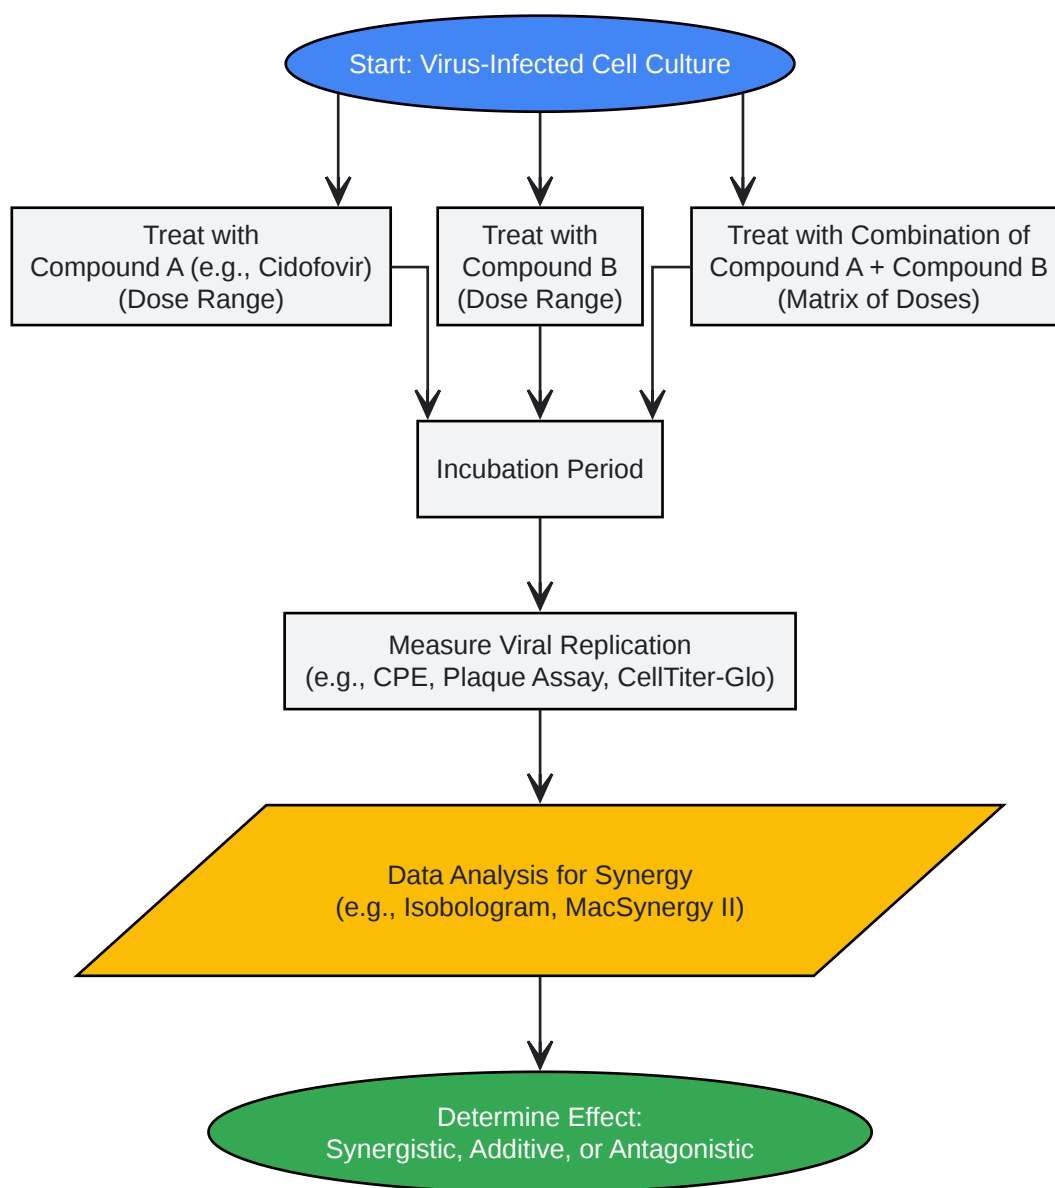 Start: Virus-Infected Cell Culture
Treat with
Compound A (e.g., Cidofovir)
(Dose Range)
Treat with
Compound B
(Dose Range)
Treat with Combination of
Compound A + Compound B
(Matrix of Doses)
Incubation Period
Measure Viral Replication
(e.g., CPE, Plaque Assay, CellTiter-Glo)
Data Analysis for Synergy
(e.g., Isobologram, MacSynergy II)
Determine Effect:
Synergistic, Additive, or Antagonistic